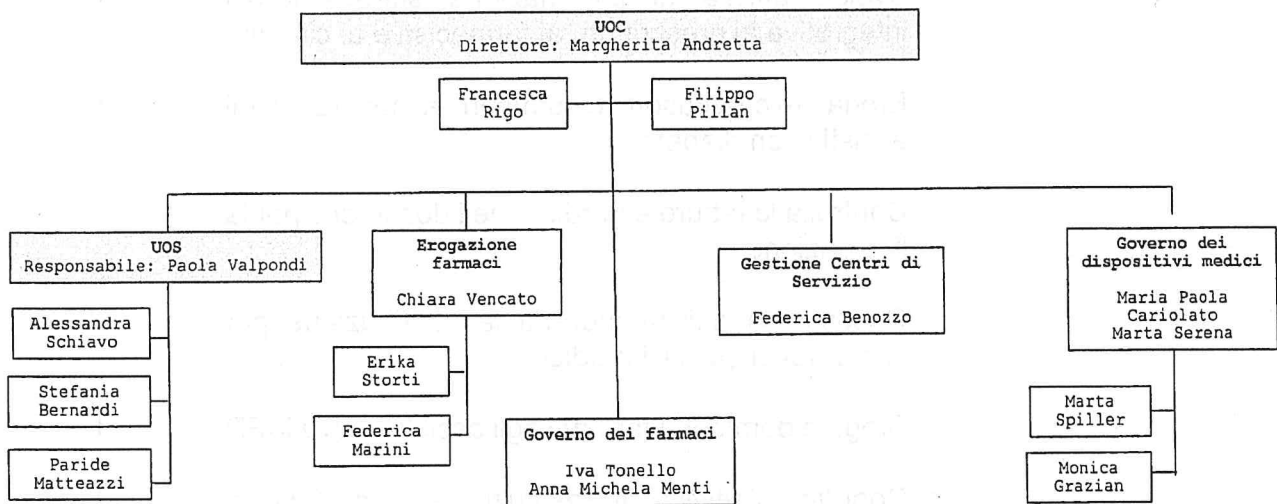 UOC
Direttore: Margherita Andretta
Francesca
Rigo
Filippo
Pillan
UOS
Responsabile: Paola Valpondi
Alessandra
Schiavo
Stefania
Bernardi
Paride
Matteazzi
Erogazione
farmaci
Chiara Vencato
Erika
Storti
Federica
Marini
Governo dei farmaci
Iva Tonello
Anna Michela Menti
Gestione Centri di
Servizio
Federica Benozzo
Governo dei
dispositivi medici
Maria Paola
Cariolato
Marta Serena
Marta
Spiller
Monica
Grazian